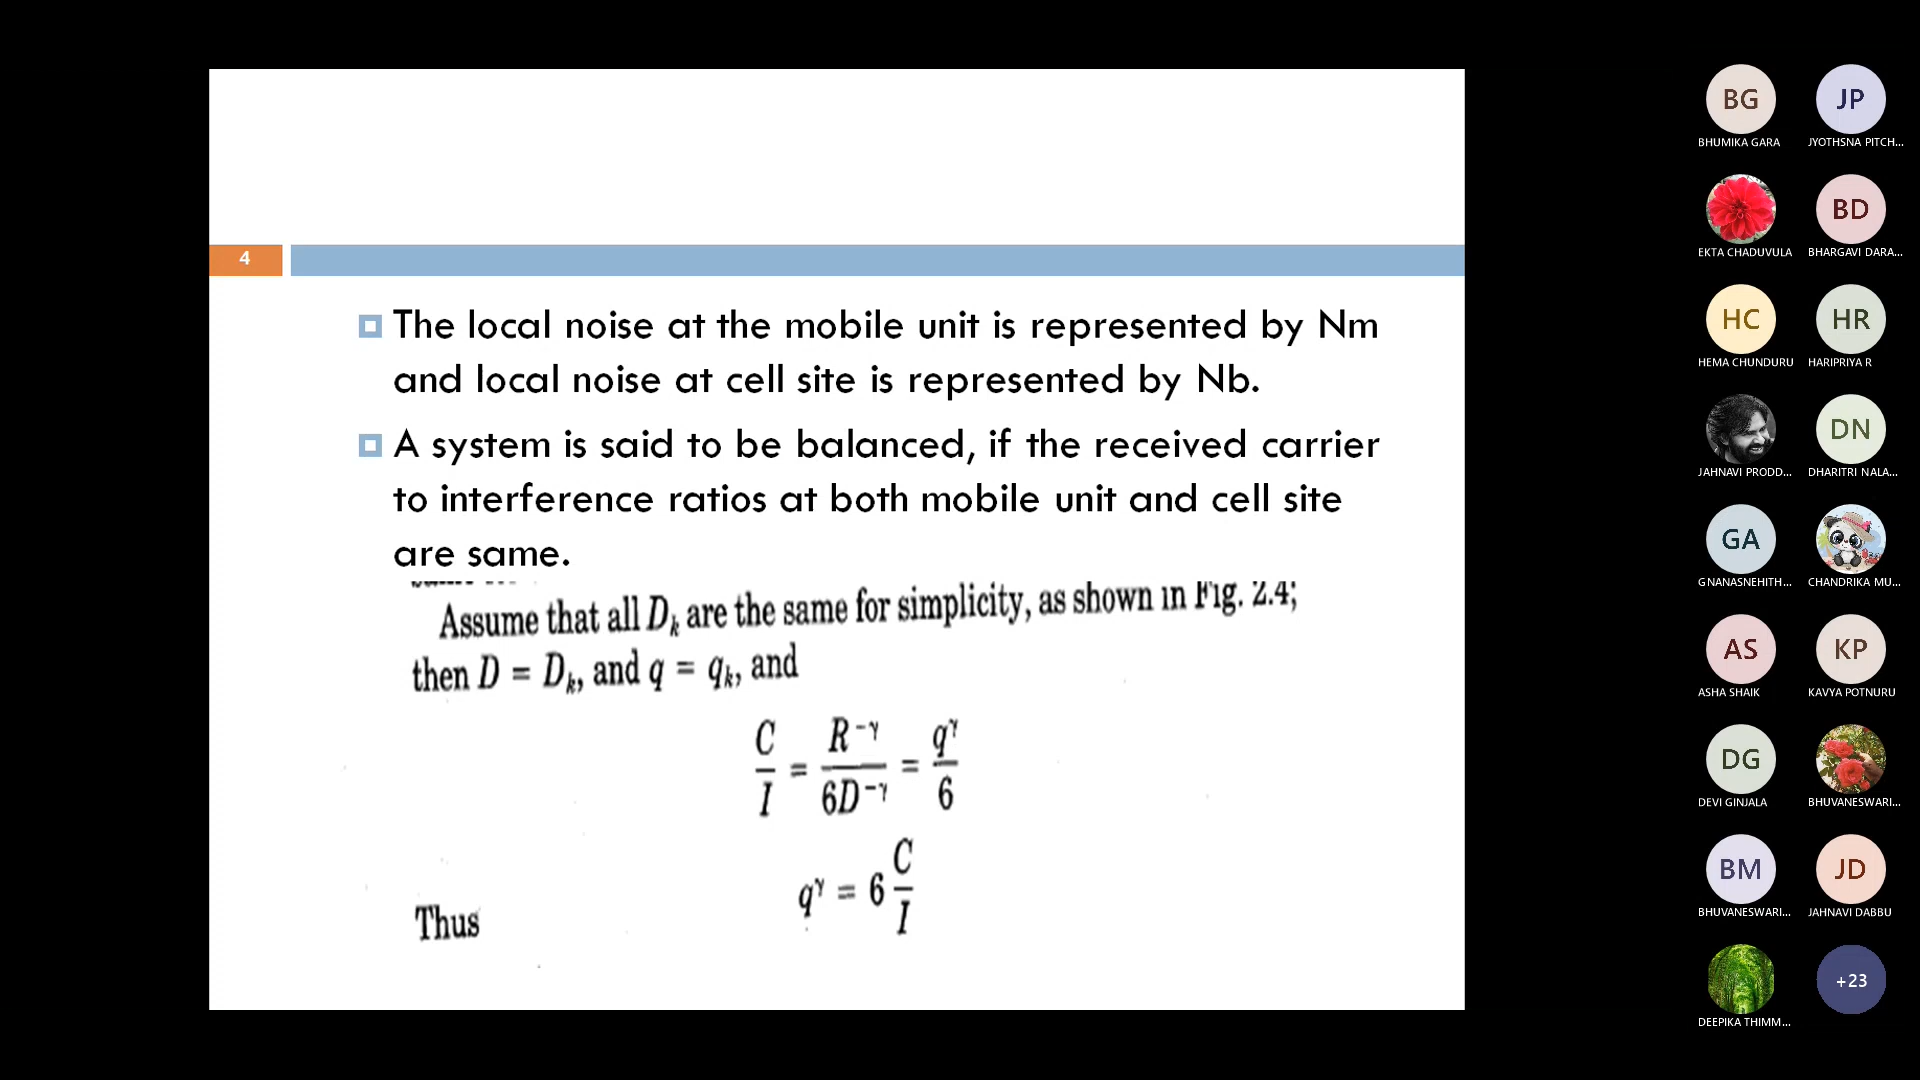 4
The local noise at the mobile unit is represented by Nm
and local noise at cell site is represented by Nb.
A system is said to be balanced, if the received carrier
to interference ratios at both mobile unit and cell site
are same.
Assume that all Dₖ are the same for simplicity, as shown in Fig. 2.4;
then D = Dₖ, and q = qₖ, and
C/I = R^−γ / 6D^−γ = q^γ / 6
Thus q^γ = 6 C/I
BG JP
BHUMIKA GARA JYOTHSNA PITCH...
BD
EKTA CHADUVULA BHARGAVI DARA...
HC HR
HEMA CHUNDURU HARIPRIYA R
DN
JAHNAVI PRODD... DHARITRI NALA...
GA
GNANASNEHITH... CHANDRIKA MU...
AS KP
ASHA SHAIK KAVYA POTNURU
DG
DEVI GINJALA BHUVANESWARI...
BM JD
BHUVANESWARI... JAHNAVI DABBU
+23
DEEPIKA THIMM...